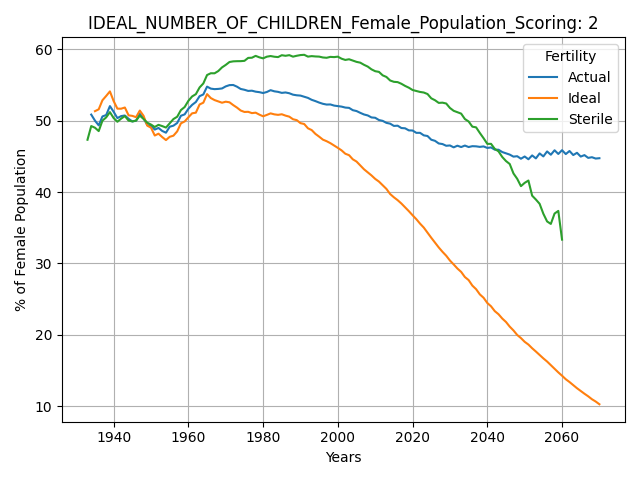 IDEAL_NUMBER_OF_CHILDREN_Female_Population_Scoring: 2
% of Female Population
60
50
40
30
20
10
Fertility
Actual
Ideal
Sterile
1940
1960
1980
2000
2020
2040
2060
Years